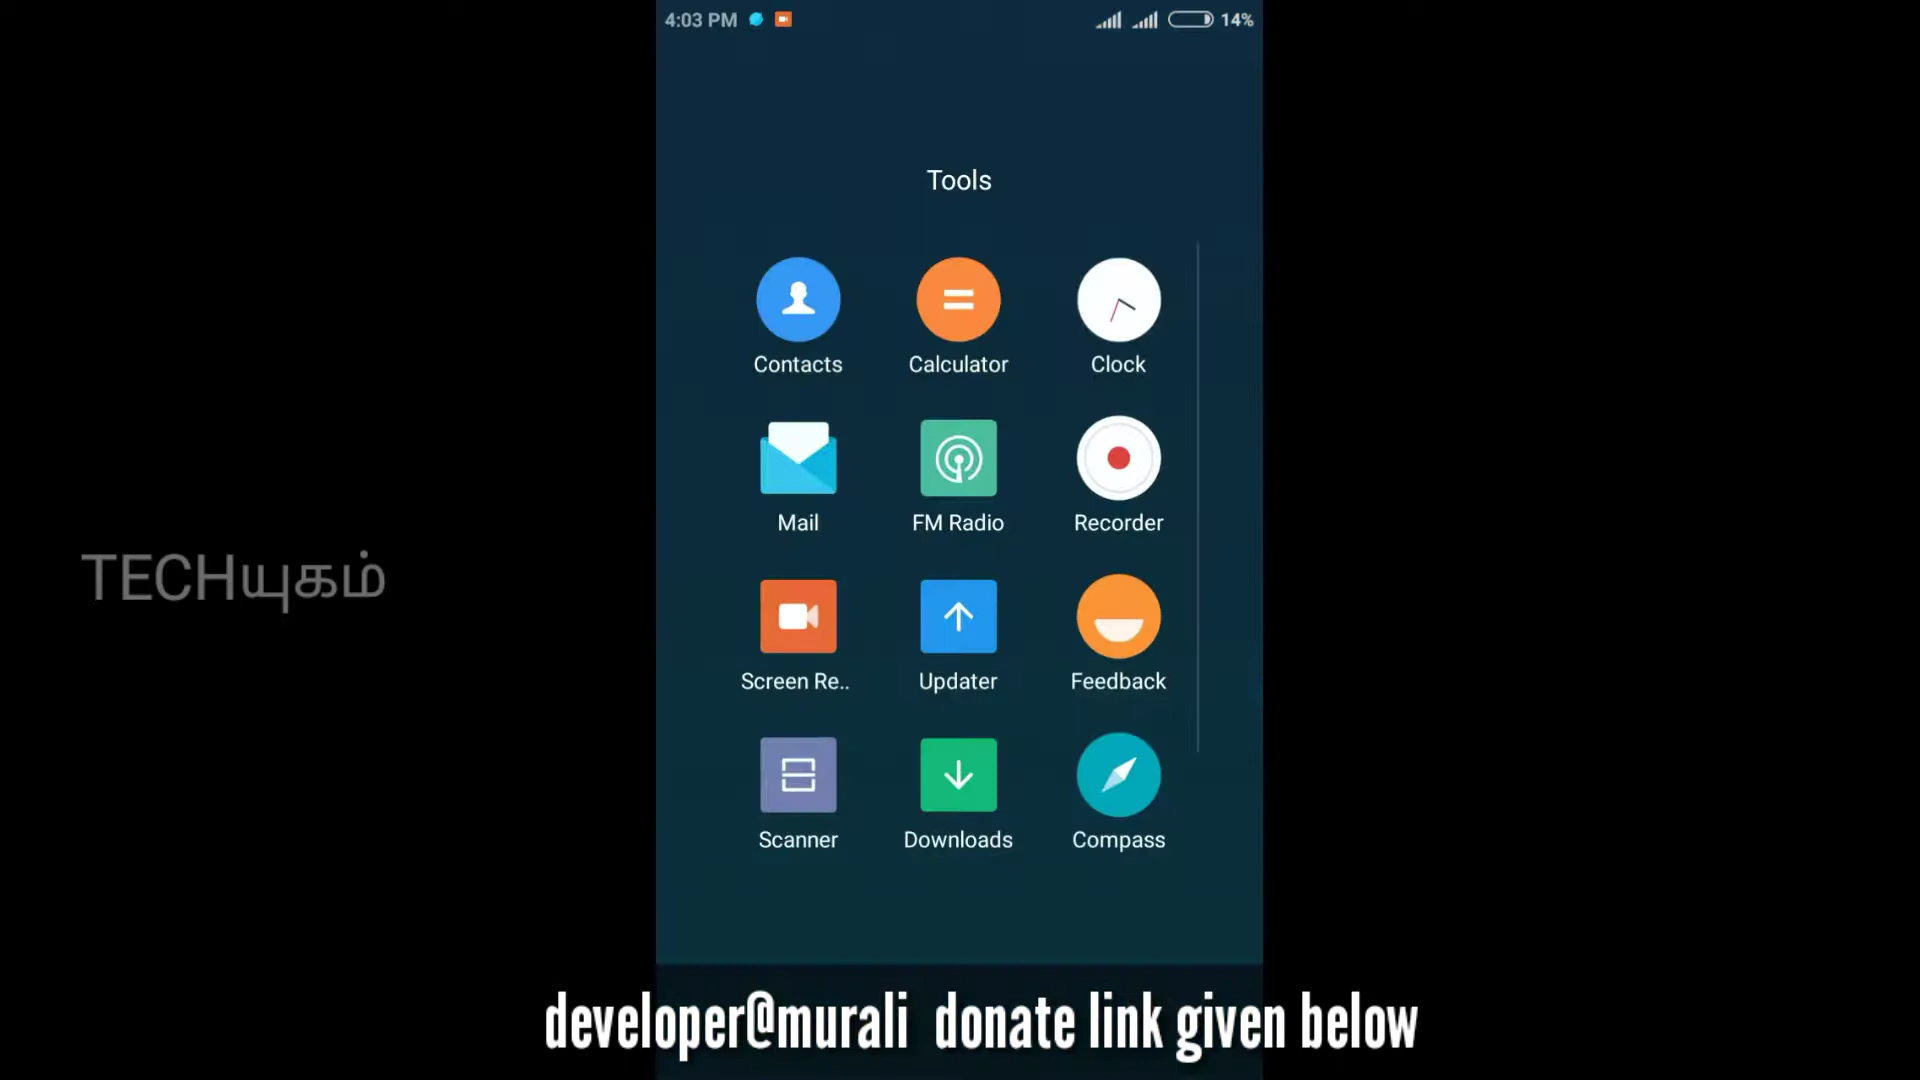 4:03 PM 14%
Tools
Contacts Calculator Clock
Mail FM Radio Recorder
TECHயுகம்
Screen Re.. Updater Feedback
Scanner Downloads Compass
developer@murali donate link given below